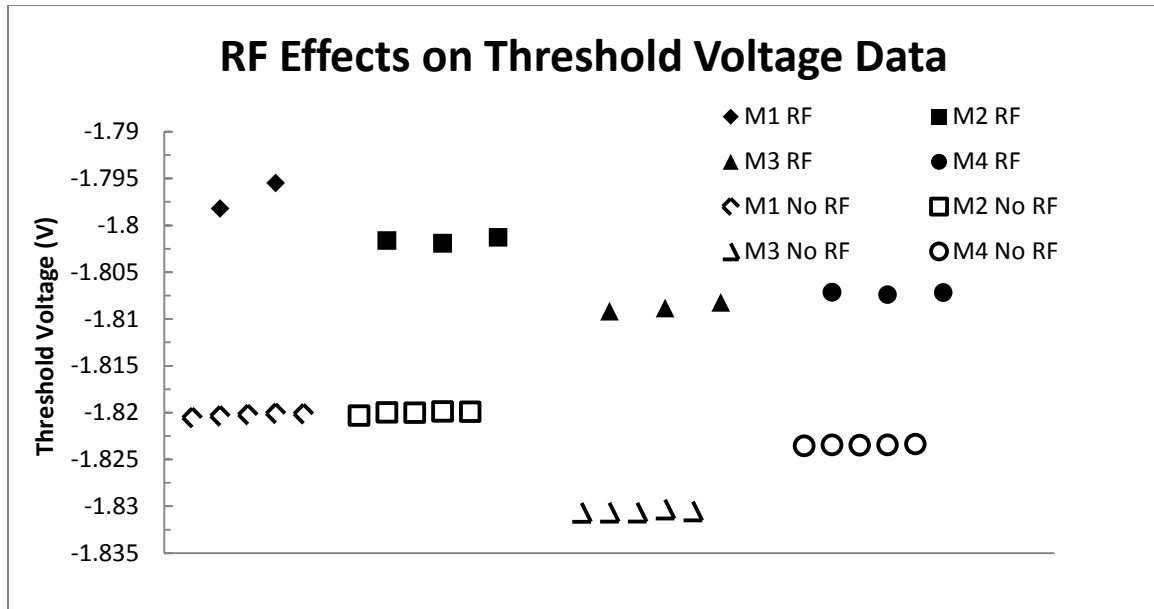 RF Effects on Threshold Voltage Data
M1 RF
M2 RF
M3 RF
M4 RF
M1 No RF
M2 No RF
M3 No RF
M4 No RF
Threshold Voltage (V)
-1.79
-1.795
-1.8
-1.805
-1.81
-1.815
-1.82
-1.825
-1.83
-1.835